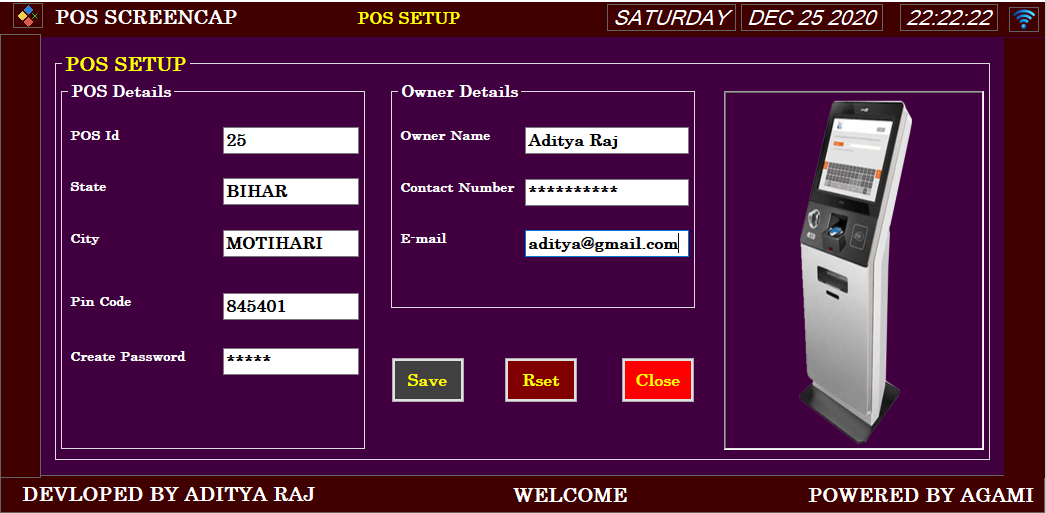 POS SCREENCAP
POS SETUP
SATURDAY
DEC 25 2020
22:22:22
POS SETUP
POS Details
POS Id
25
State
BIHAR
City
MOTIHARI
Pin Code
845401
Create Password
*****
Owner Details
Owner Name
Aditya Raj
Contact Number
**********
E-mail
aditya@gmail.com
Save
Rset
Close
DEVLOPED BY ADITYA RAJ
WELCOME
POWERED BY AGAMI